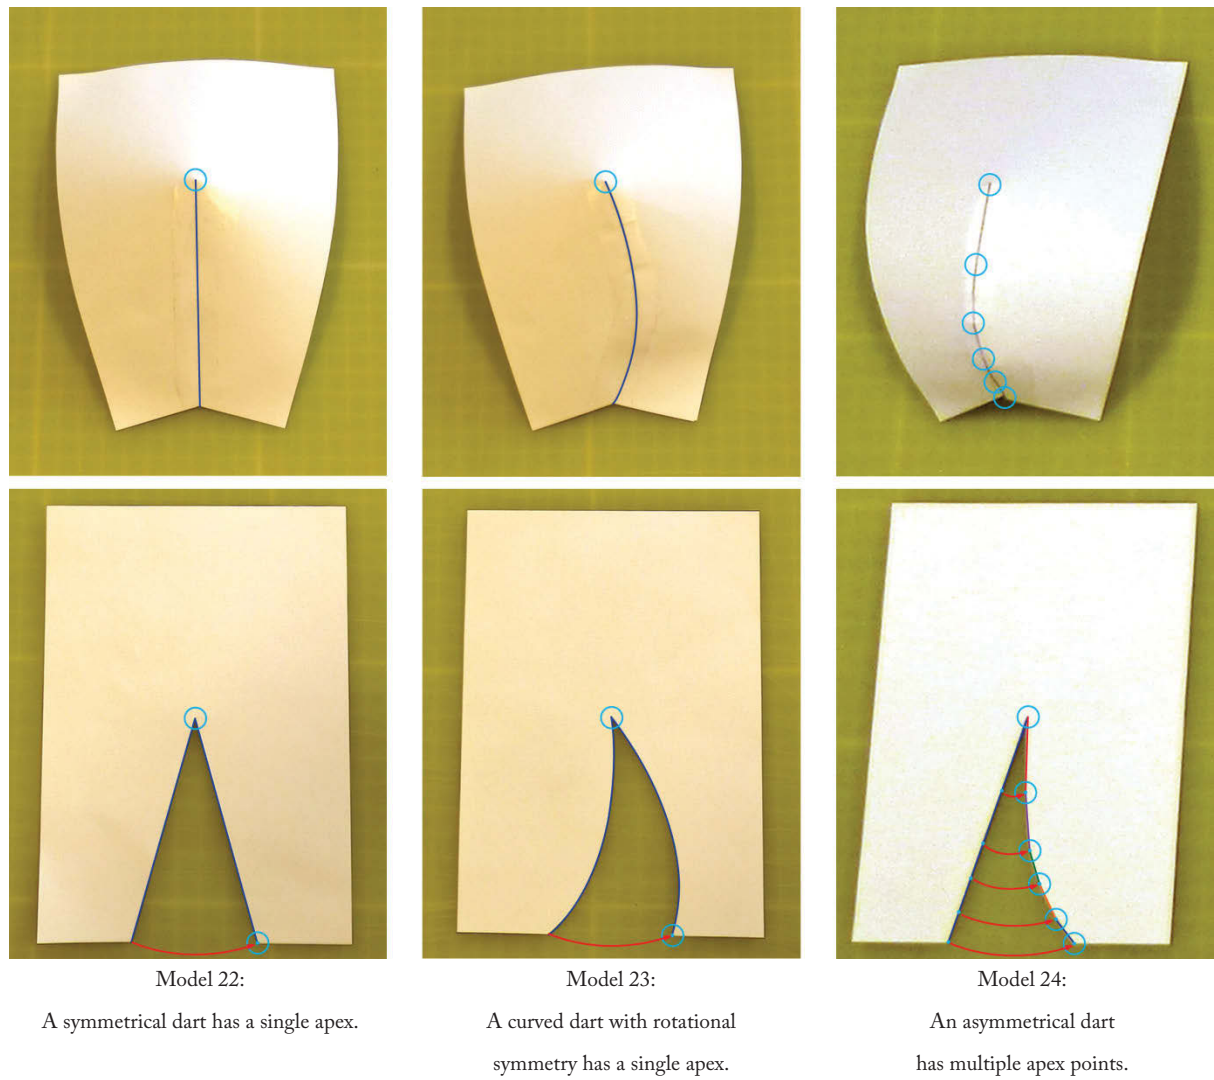 Model 22:
A symmetrical dart has a single apex.
Model 23:
A curved dart with rotational
symmetry has a single apex.
Model 24:
An asymmetrical dart
has multiple apex points.